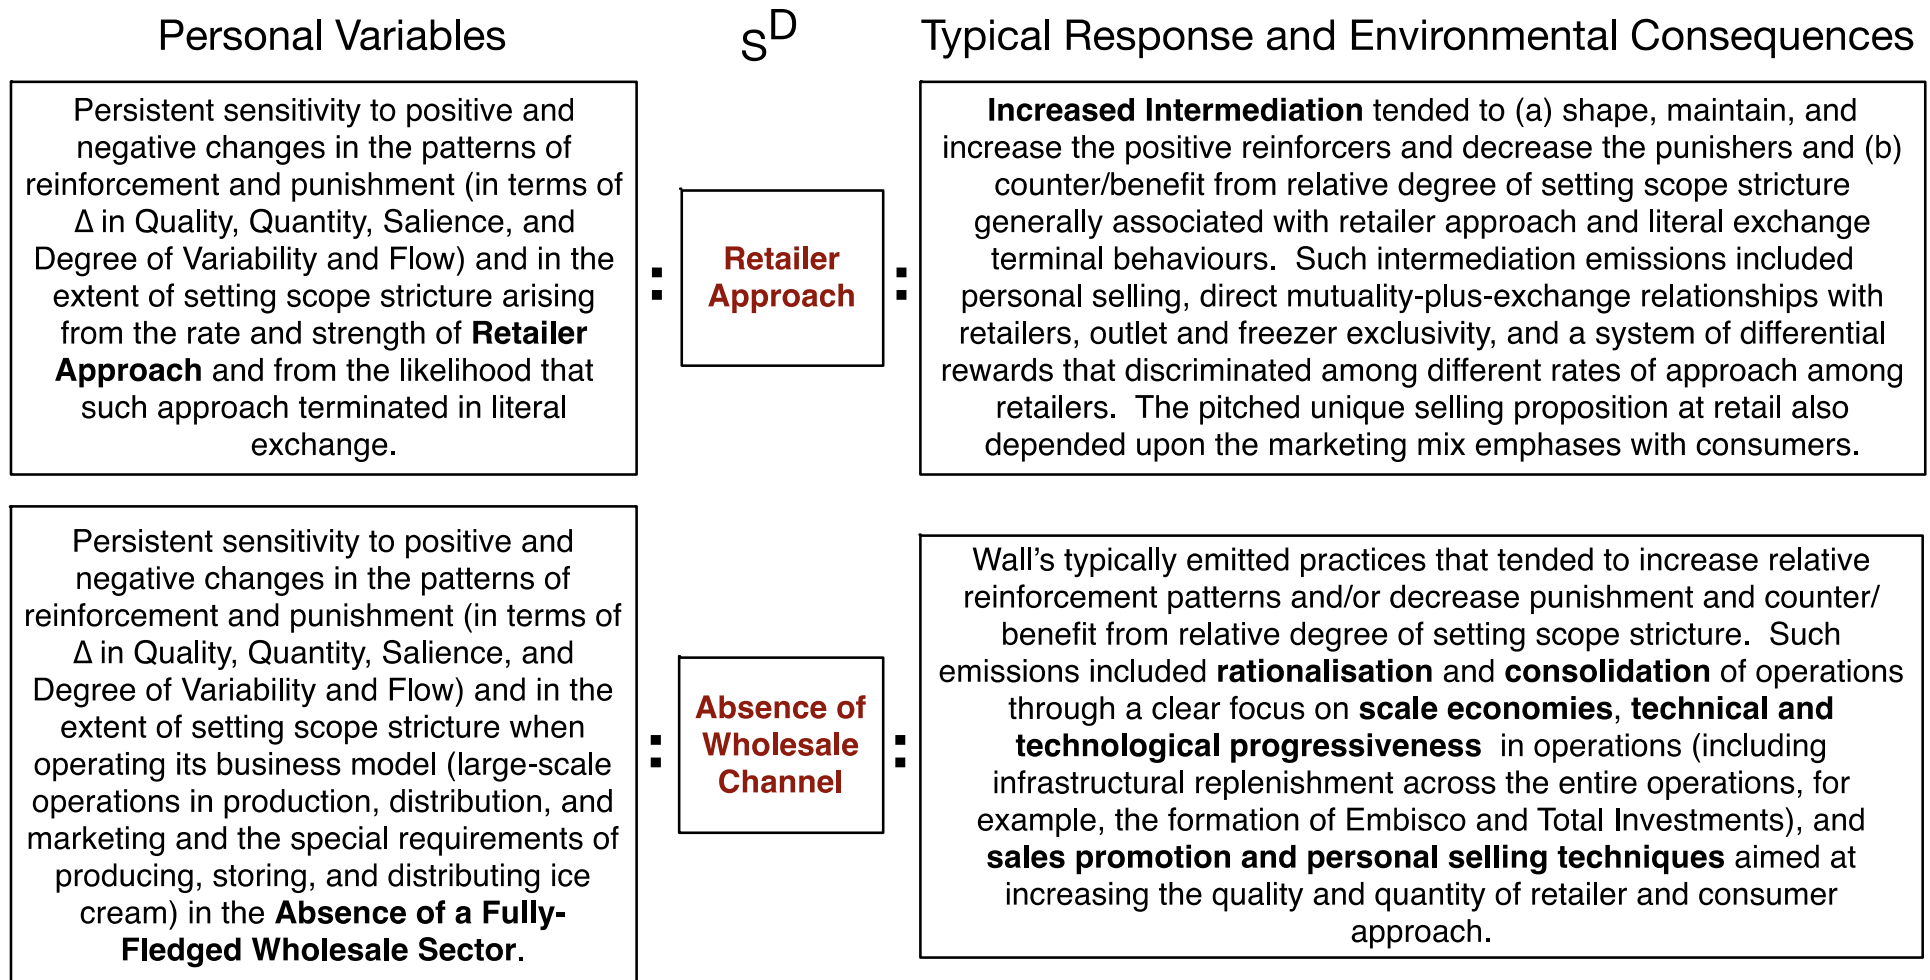 Personal Variables
S^D
Typical Response and Environmental Consequences
Persistent sensitivity to positive and
negative changes in the patterns of
reinforcement and punishment (in terms of
Δ in Quality, Quantity, Salience, and
Degree of Variability and Flow) and in the
extent of setting scope stricture arising
from the rate and strength of Retailer
Approach and from the likelihood that
such approach terminated in literal
exchange.
:
Retailer
Approach
:
Increased Intermediation tended to (a) shape, maintain, and
increase the positive reinforcers and decrease the punishers and (b)
counter/benefit from relative degree of setting scope stricture
generally associated with retailer approach and literal exchange
terminal behaviours. Such intermediation emissions included
personal selling, direct mutuality-plus-exchange relationships with
retailers, outlet and freezer exclusivity, and a system of differential
rewards that discriminated among different rates of approach among
retailers. The pitched unique selling proposition at retail also
depended upon the marketing mix emphases with consumers.
Persistent sensitivity to positive and
negative changes in the patterns of
reinforcement and punishment (in terms of
Δ in Quality, Quantity, Salience, and
Degree of Variability and Flow) and in the
extent of setting scope stricture when
operating its business model (large-scale
operations in production, distribution, and
marketing and the special requirements of
producing, storing, and distributing ice
cream) in the Absence of a Fully-
Fledged Wholesale Sector.
:
Absence of
Wholesale
Channel
:
Wall's typically emitted practices that tended to increase relative
reinforcement patterns and/or decrease punishment and counter/
benefit from relative degree of setting scope stricture. Such
emissions included rationalisation and consolidation of operations
through a clear focus on scale economies, technical and
technological progressiveness in operations (including
infrastructural replenishment across the entire operations, for
example, the formation of Embisco and Total Investments), and
sales promotion and personal selling techniques aimed at
increasing the quality and quantity of retailer and consumer
approach.